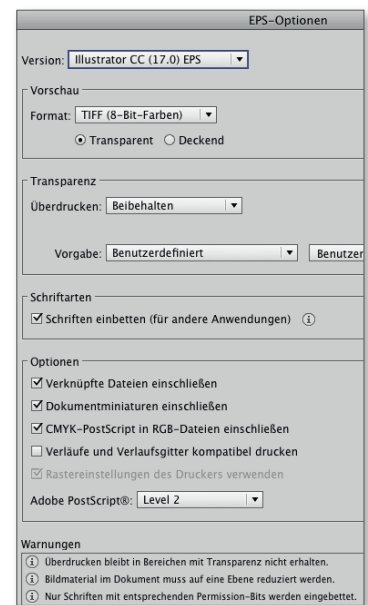 EPS-Optionen
Version: Illustrator CC (17.0) EPS
Vorschau
Format: TIFF (8-Bit-Farben)
Transparent Deckend
Transparenz
Überdrucken: Beibehalten
Vorgabe: Benutzerdefiniert Benutzer
Schriftarten
Schriften einbetten (für andere Anwendungen)
Optionen
Verknüpfte Dateien einschließen
Dokumentminiaturen einschließen
CMYK-PostScript in RGB-Dateien einschließen
Verläufe und Verlaufsgitter kompatibel drucken
Rastereinstellungen des Druckers verwenden
Adobe PostScript®: Level 2
Warnungen
Überdrucken bleibt in Bereichen mit Transparenz nicht erhalten.
Bildmaterial im Dokument muss auf eine Ebene reduziert werden.
Nur Schriften mit entsprechenden Permission-Bits werden eingebettet.